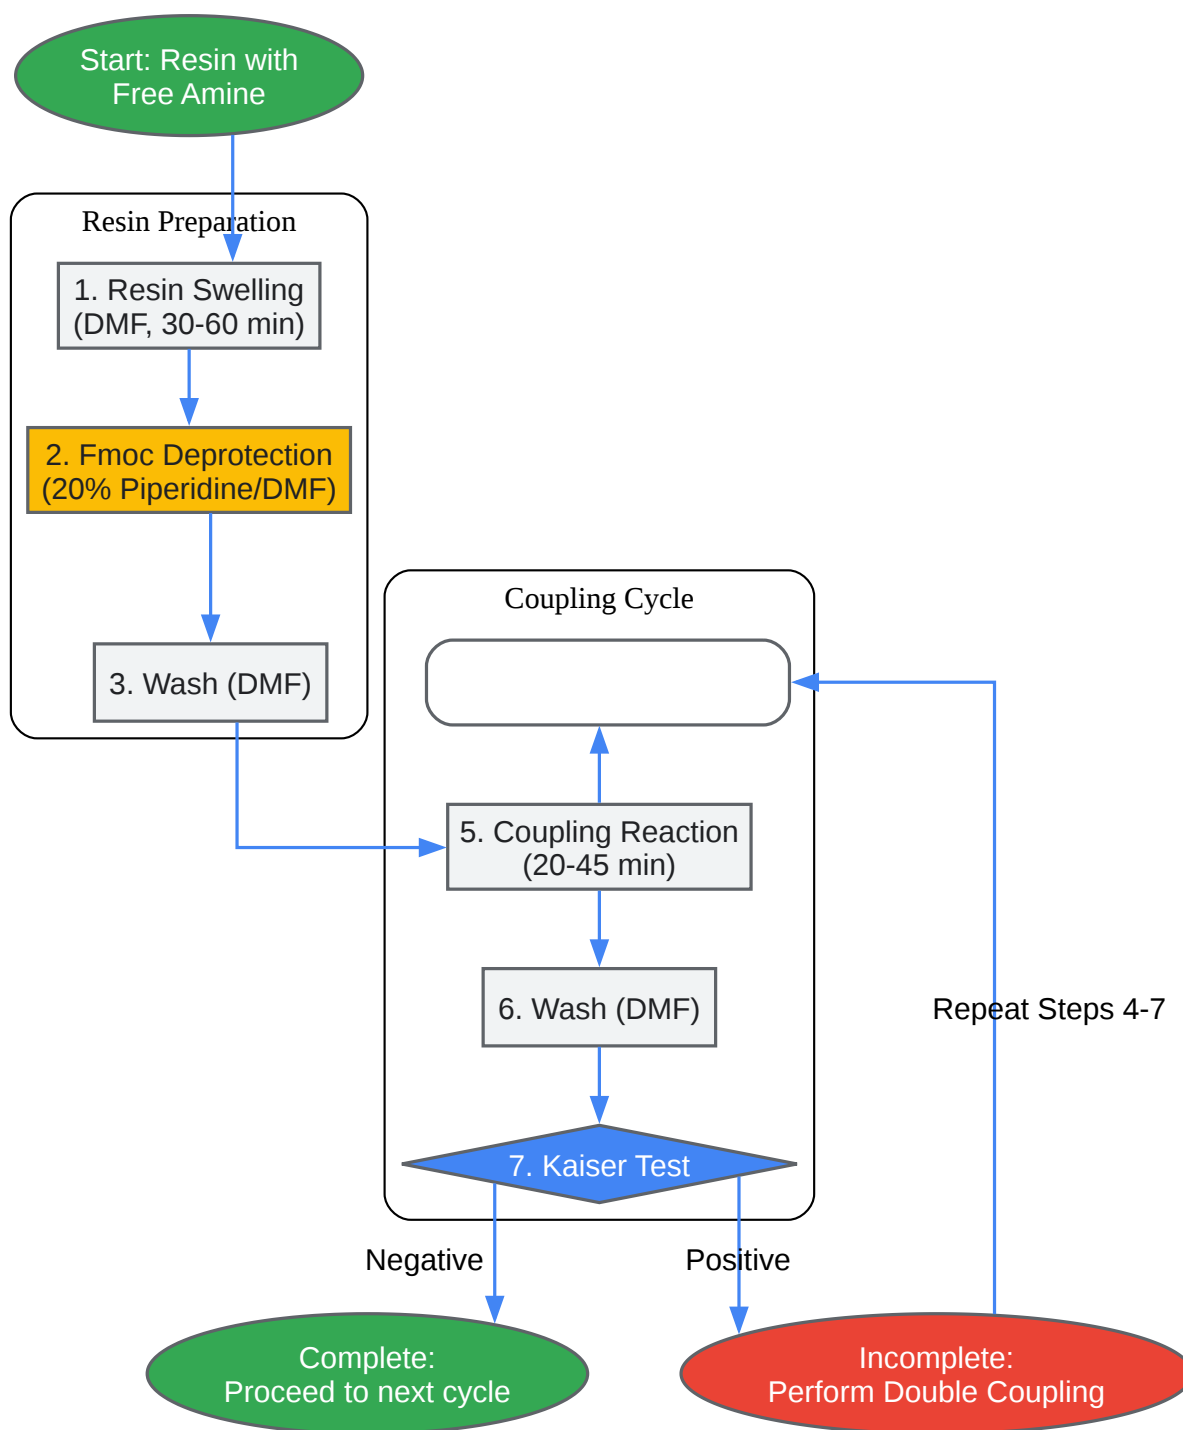 Start: Resin with
Free Amine
Resin Preparation
1. Resin Swelling
(DMF, 30-60 min)
2. Fmoc Deprotection
(20% Piperidine/DMF)
3. Wash (DMF)
Coupling Cycle
5. Coupling Reaction
(20-45 min)
6. Wash (DMF)
Repeat Steps 4-7
7. Kaiser Test
Negative
Positive
Complete:
Proceed to next cycle
Incomplete:
Perform Double Coupling